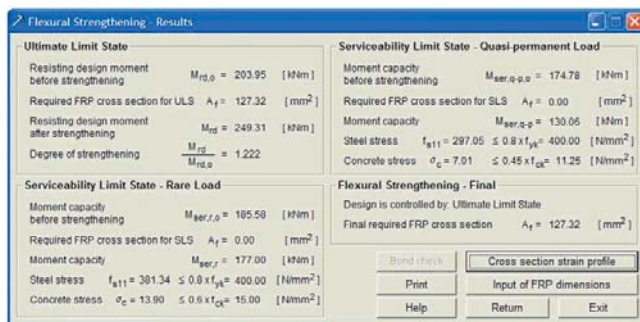 Flexural Strengthening - Results
Ultimate Limit State
Resisting design moment before strengthening M_rd,o = 203.95 [kNm]
Required FRP cross section for ULS A_f = 127.32 [mm²]
Resisting design moment after strengthening M_rd = 249.31 [kNm]
Degree of strengthening M_rd / M_rd,o = 1.222
Serviceability Limit State - Rare Load
Moment capacity before strengthening M_ser,r,o = 185.58 [kNm]
Required FRP cross section for SLS A_f = 0.00 [mm²]
Moment capacity M_ser,r = 177.00 [kNm]
Steel stress f_s11 = 381.34 ≤ 0.8 x f_yk = 400.00 [N/mm²]
Concrete stress σ_c = 13.90 ≤ 0.6 x f_ck = 15.00 [N/mm²]
Serviceability Limit State - Quasi-permanent Load
Moment capacity before strengthening M_ser,q-p,o = 174.78 [kNm]
Required FRP cross section for SLS A_f = 0.00 [mm²]
Moment capacity M_ser,q-p = 130.06 [kNm]
Steel stress f_s11 = 297.05 ≤ 0.8 x f_yk = 400.00 [N/mm²]
Concrete stress σ_c = 7.01 ≤ 0.45 x f_ck = 11.25 [N/mm²]
Flexural Strengthening - Final
Design is controlled by: Ultimate Limit State
Final required FRP cross section A_f = 127.32 [mm²]
Bond check
Cross section strain profile
Print
Input of FRP dimensions
Help
Return
Exit